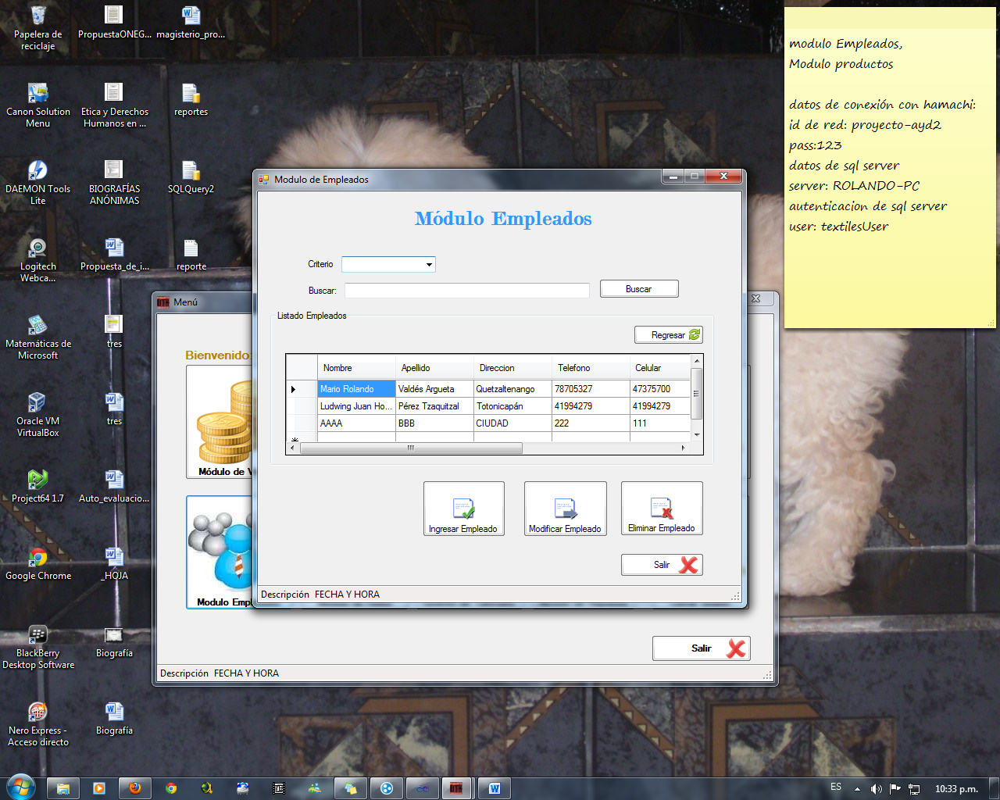 Papelera de
reciclaje
PropuestaONEG...
magisterio_pro...
Canon Solution
Menu
Etica y Derechos
Humanos en ...
reportes
DAEMON Tools
Lite
BIOGRAFÍAS
ANÓNIMAS
SQLQuery2
Logitech
Webca...
Propuesta_de_i...
reporte
Matemáticas de
Microsoft
tres
Oracle VM
VirtualBox
tres
Project64 1.7
Auto_evaluacio...
Google Chrome
_HOJA
BlackBerry
Desktop Software
Biografía
Nero Express -
Acceso directo
Biografía
modulo Empleados,
Modulo productos
datos de conexión con hamachi:
id de red: proyecto-ayd2
pass:123
datos de sql server
server: ROLANDO-PC
autenticacion de sql server
user: textilesUser
Menú
Bienvenido
Módulo de V
Modulo Emp
Salir
Descripción FECHA Y HORA
Modulo de Empleados
Módulo Empleados
Criterio
Buscar:
Buscar
Listado Empleados
Regresar
Nombre Apellido Direccion Telefono Celular
Mario Rolando Valdés Argueta Quetzaltenango 78705327 47375700
Ludwing Juan Ho... Pérez Tzaquitzal Totonicapán 41994279 41994279
AAAA BBB CIUDAD 222 111
Ingresar Empleado
Modificar Empleado
Eliminar Empleado
Salir
Descripción FECHA Y HORA
ES
10:33 p.m.